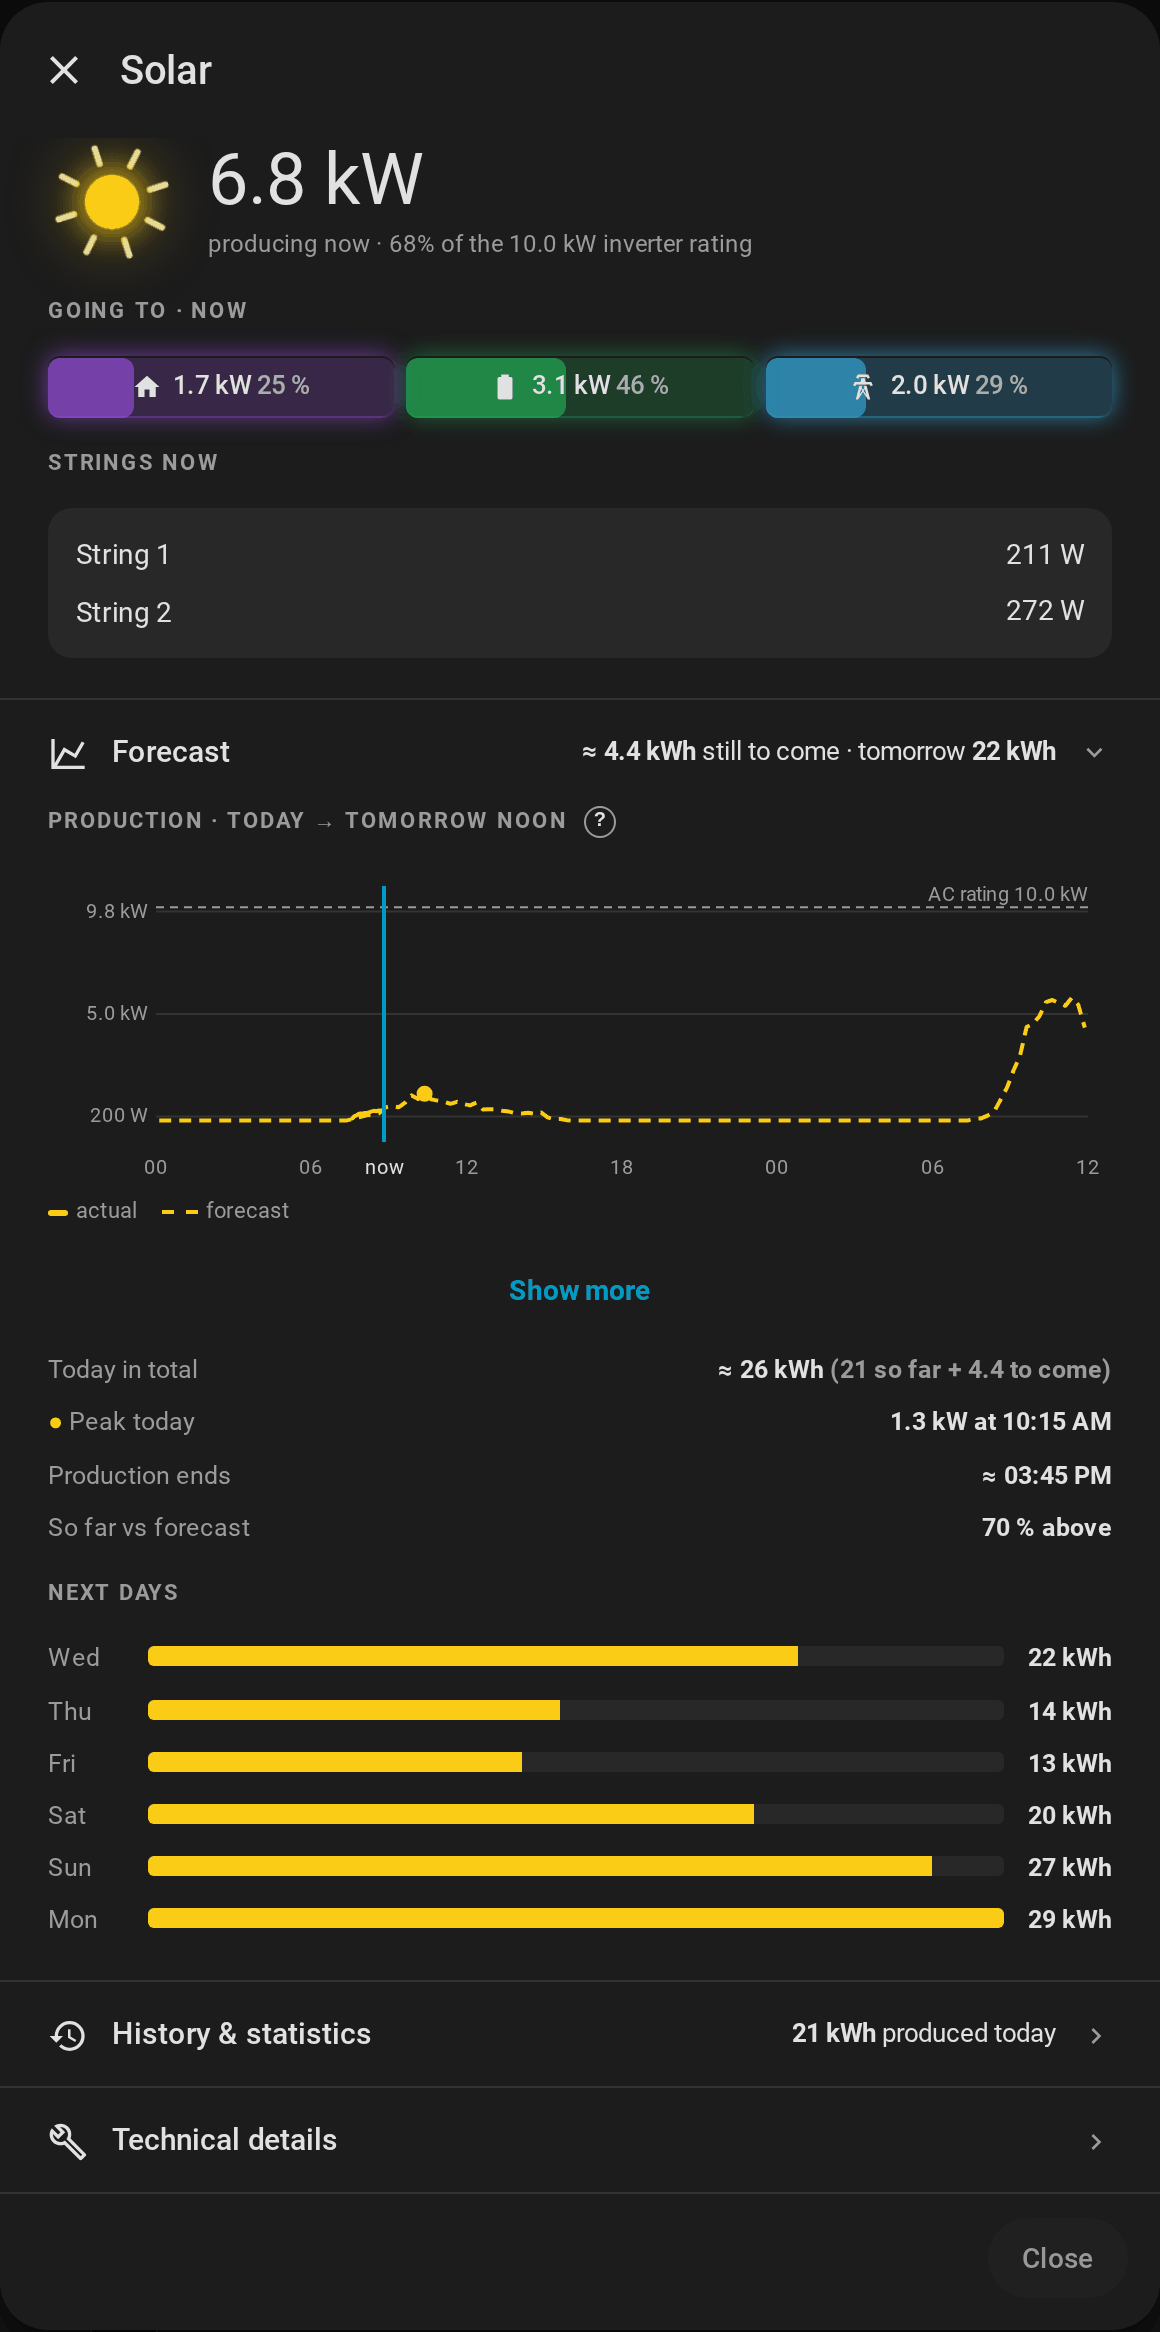 Solar
6.8 kW
producing now · 68% of the 10.0 kW inverter rating
GOING TO · NOW
1.7 kW 25 % 3.1 kW 46 % 2.0 kW 29 %
STRINGS NOW
String 1 211 W
String 2 272 W
Forecast ≈ 4.4 kWh still to come · tomorrow 22 kWh
PRODUCTION · TODAY → TOMORROW NOON ?
AC rating 10.0 kW
9.8 kW
5.0 kW
200 W
00 06 now 12 18 00 06 12
actual forecast
Show more
Today in total ≈ 26 kWh (21 so far + 4.4 to come)
Peak today 1.3 kW at 10:15 AM
Production ends ≈ 03:45 PM
So far vs forecast 70 % above
NEXT DAYS
Wed 22 kWh
Thu 14 kWh
Fri 13 kWh
Sat 20 kWh
Sun 27 kWh
Mon 29 kWh
History & statistics 21 kWh produced today
Technical details
Close